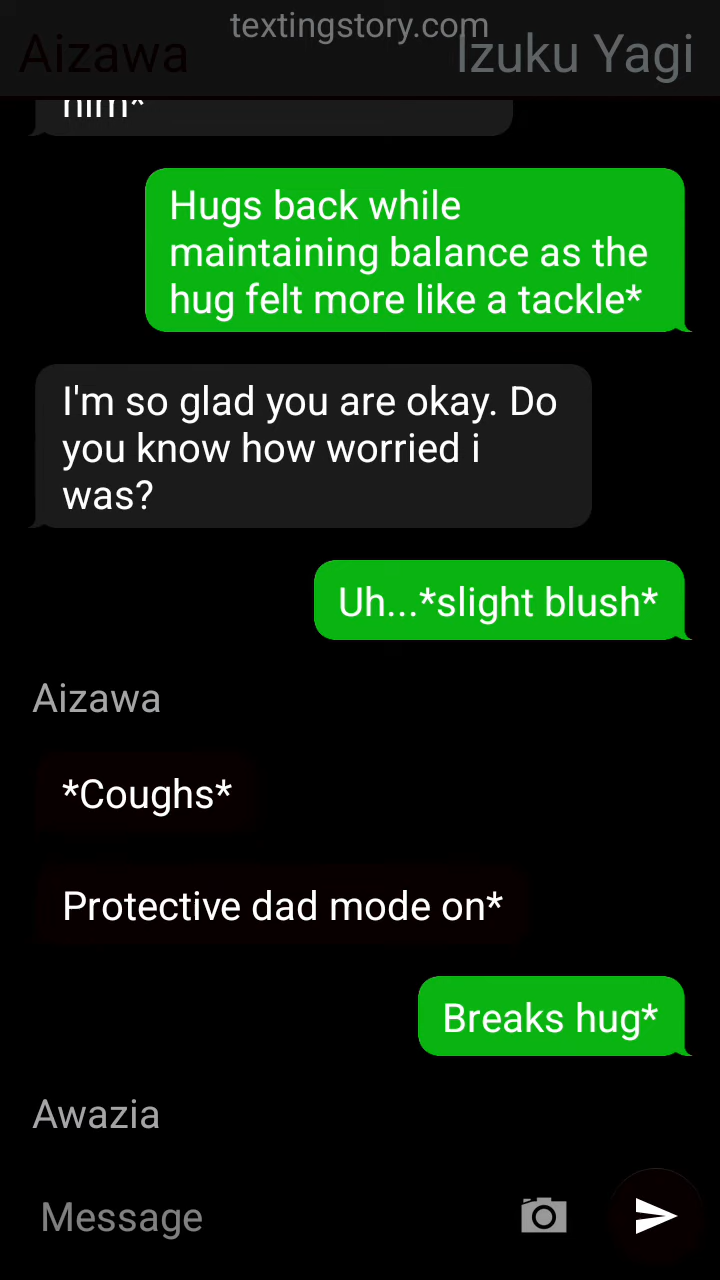 textingstory.com
Aizawa
Izuku Yagi
him*
Hugs back while
maintaining balance as the
hug felt more like a tackle*
I'm so glad you are okay. Do
you know how worried i
was?
Uh...*slight blush*
Aizawa
*Coughs*
Protective dad mode on*
Breaks hug*
Awazia
Message